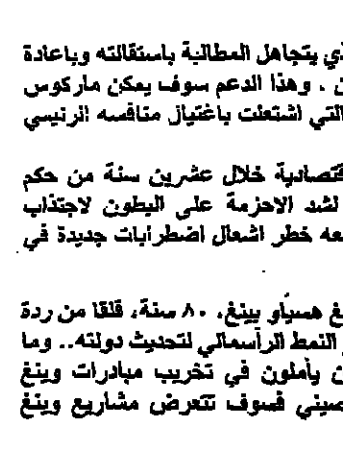 ذي يتجاهل المطالبة باستقالته وباعادة
ن . وهذا الدعم سوف يمكن ماركوس
التي اشتعلت باغتيال منافسه الرئيسي
قتصادية خلال عشرين سنة من حكم
لشد الاحزمة على البطون لاجتذاب
معه خطر اشعال اضطرابات جديدة في
غ هسياو بينغ، ٨٠ سنة، قلقا من ردة
النمط الرأسمالي لتحديث دولته.. وما
ن يأملون في تخريب مبادرات وينغ
صيني فسوف تتعرض مشاريع وينغ